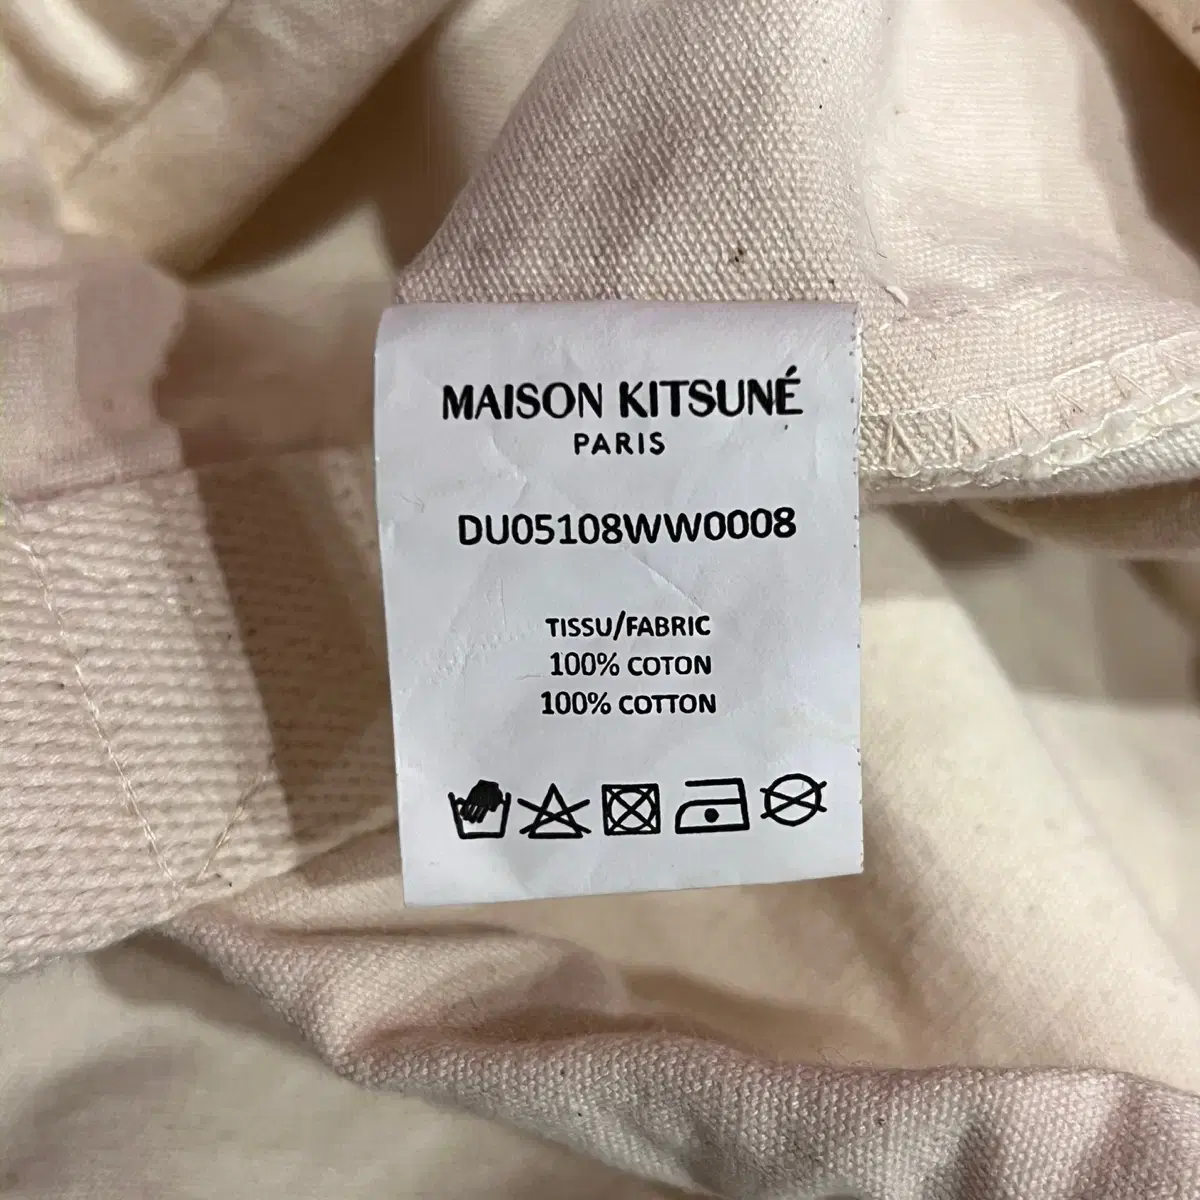 MAISON KITSUNÉ
PARIS
DU05108WW0008
TISSU/FABRIC
100% COTON
100% COTTON